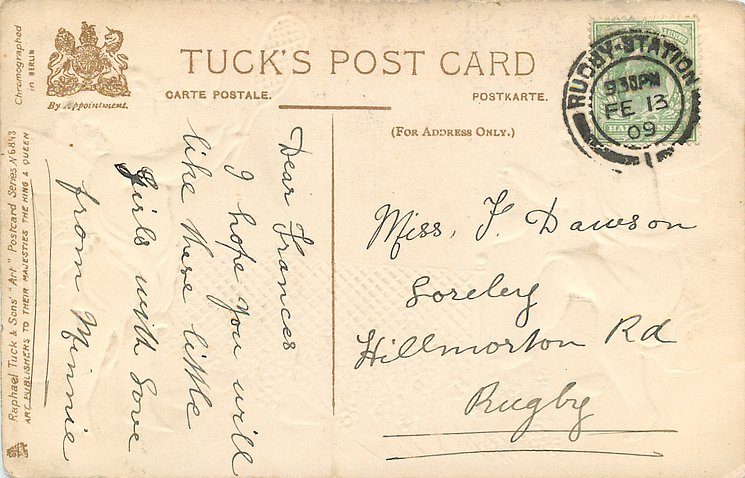 TUCK'S POST CARD
CARTE POSTALE.
POSTKARTE.
(FOR ADDRESS ONLY.)
By Appointment.
Chromographed
in BERLIN
Raphael Tuck & Sons' "Art" Postcard Series No 6843
ART PUBLISHERS TO THEIR MAJESTIES THE KING & QUEEN
RUGBY-STATION
9.30PM
FE 13
09
1
Dear Frances
I hope you will
like these little
Girls with Love
from Minnie
Miss, F. Dawson
Loreley
Hillmorton Rd
Rugby